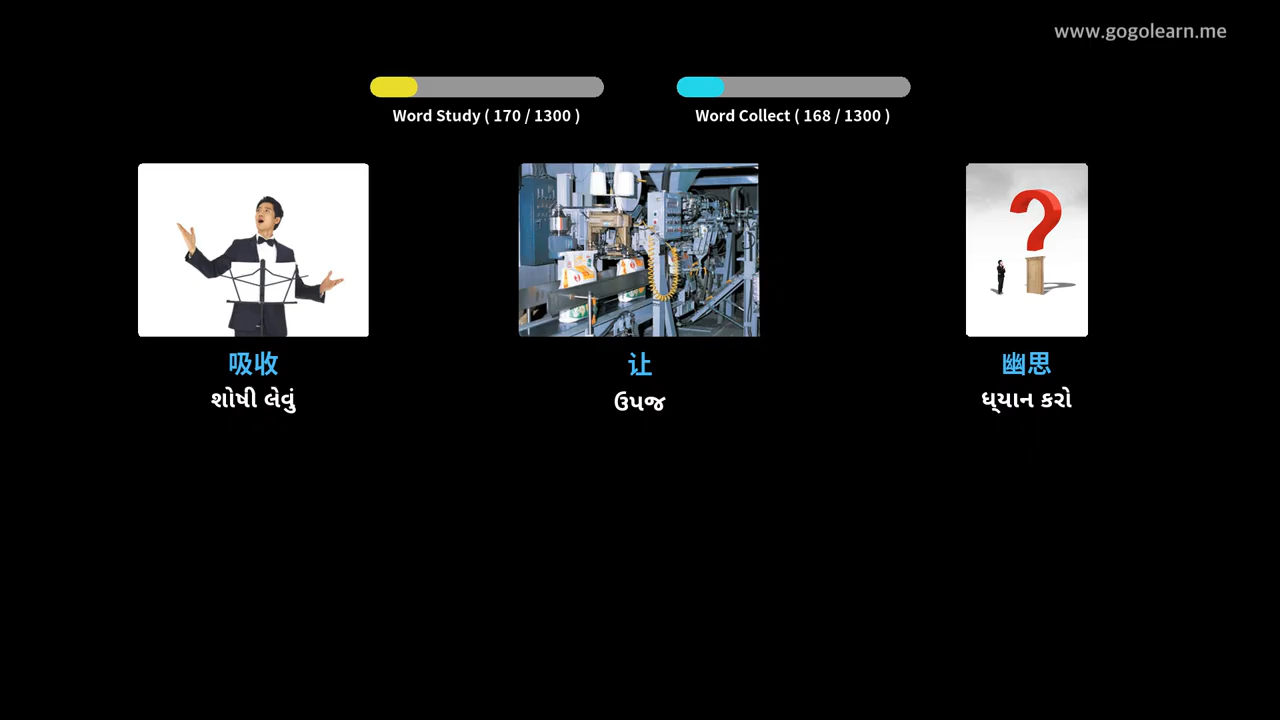 www.gogolearn.me
Word Study ( 170 / 1300 )
Word Collect ( 168 / 1300 )
吸收
让
幽思
શોષી લેવું
ઉપજ
ધ્યાન કરો